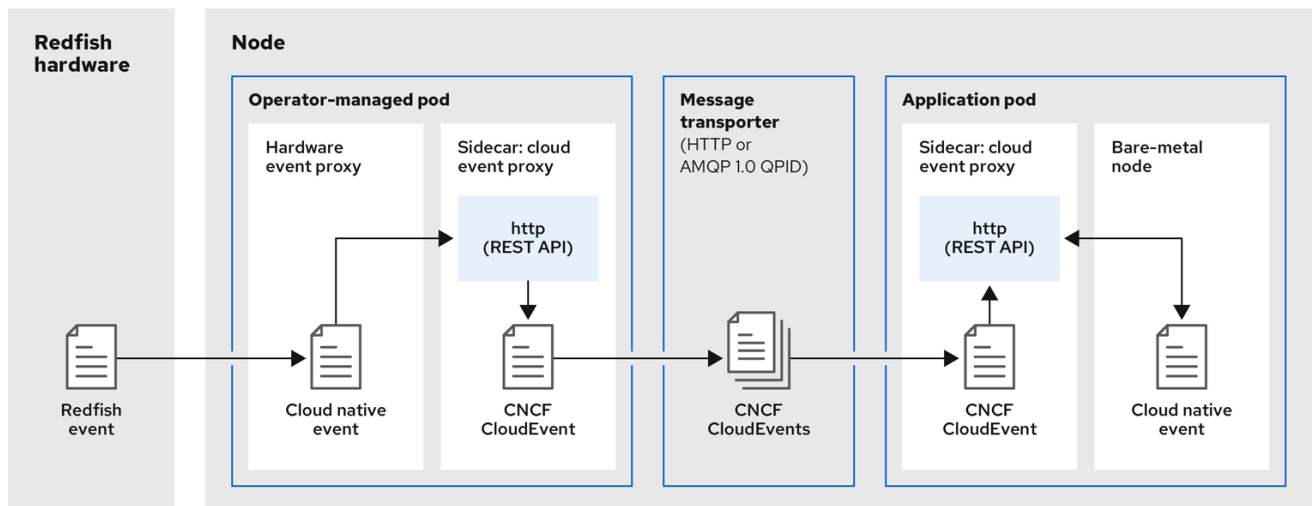 Redfish
hardware
Node
Operator-managed pod
Hardware
event proxy
Sidecar: cloud
event proxy
http
(REST API)
Redfish
event
Cloud native
event
CNCF
CloudEvent
Message
transporter
(HTTP or
AMQP 1.0 QPID)
CNCF
CloudEvents
Application pod
Sidecar: cloud
event proxy
http
(REST API)
CNCF
CloudEvent
Bare-metal
node
Cloud native
event